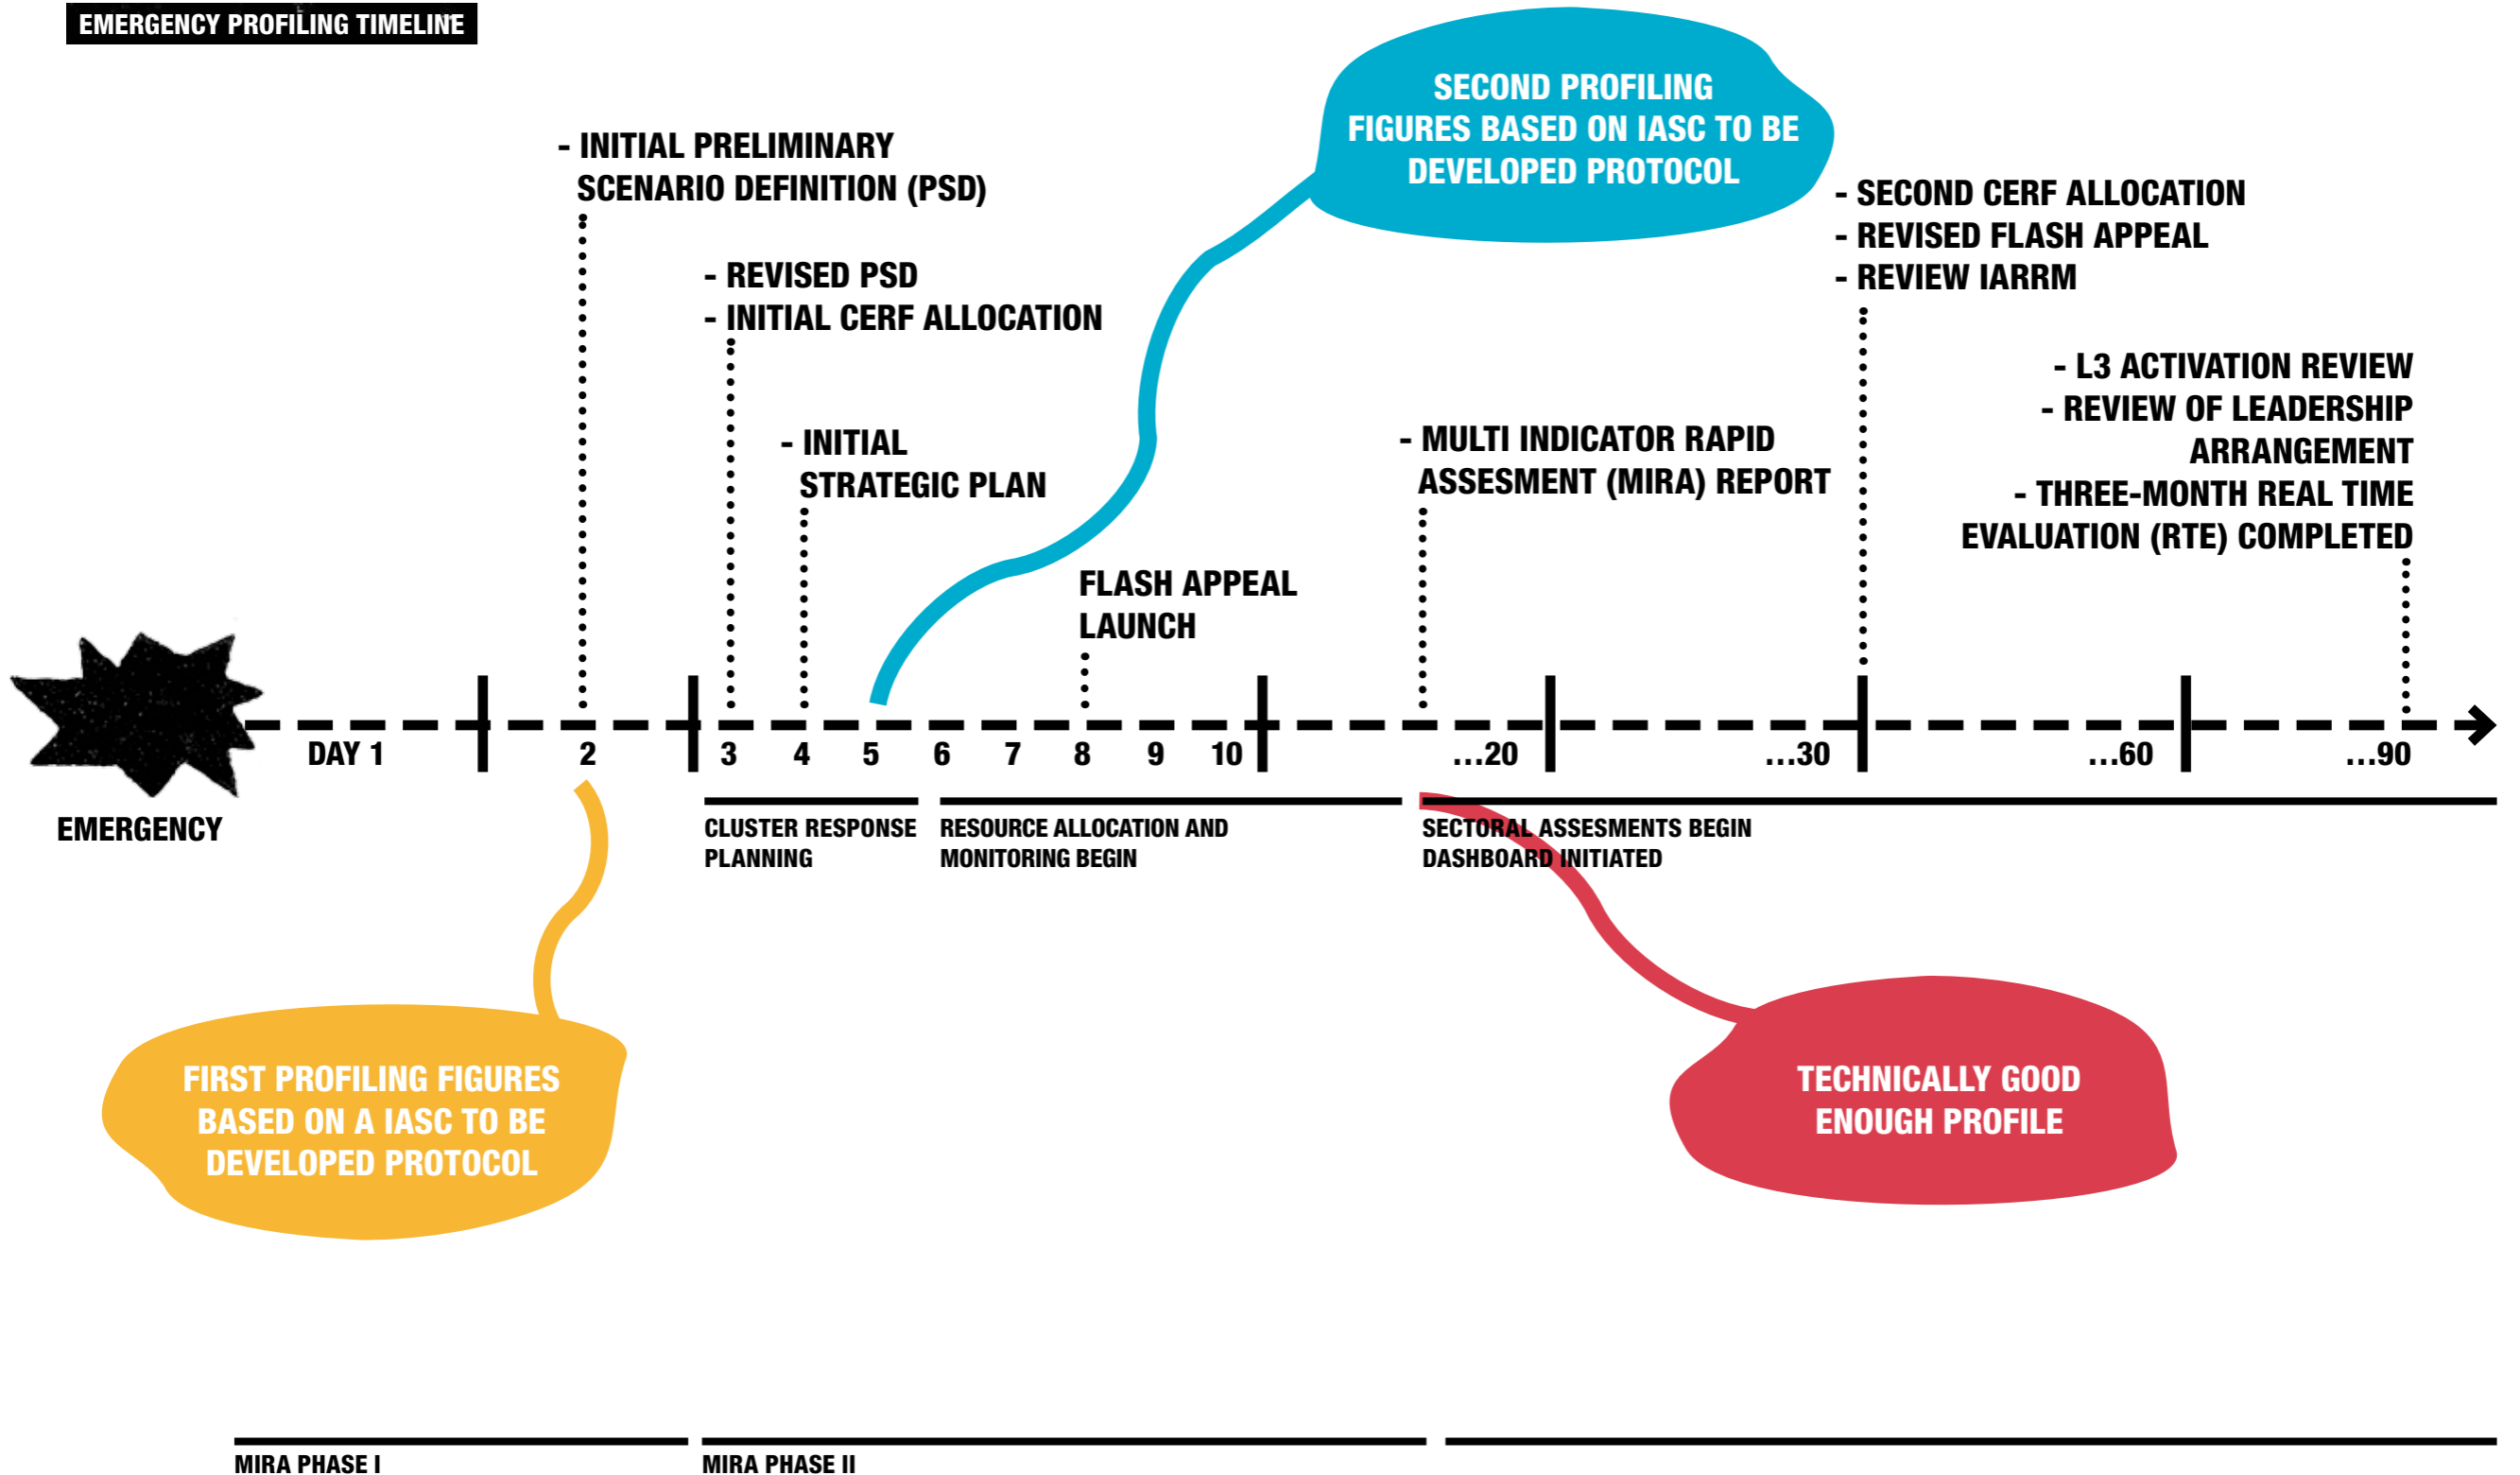 EMERGENCY PROFILING TIMELINE
SECOND PROFILING
FIGURES BASED ON IASC TO BE
DEVELOPED PROTOCOL
- INITIAL PRELIMINARY
SCENARIO DEFINITION (PSD)
- REVISED PSD
- INITIAL CERF ALLOCATION
- INITIAL
STRATEGIC PLAN
FLASH APPEAL
LAUNCH
- MULTI INDICATOR RAPID
ASSESMENT (MIRA) REPORT
- SECOND CERF ALLOCATION
- REVISED FLASH APPEAL
- REVIEW IARRM
- L3 ACTIVATION REVIEW
- REVIEW OF LEADERSHIP
ARRANGEMENT
- THREE-MONTH REAL TIME
EVALUATION (RTE) COMPLETED
DAY 1 2 3 4 5 6 7 8 9 10 ...20 ...30 ...60 ...90
EMERGENCY
CLUSTER RESPONSE
PLANNING
RESOURCE ALLOCATION AND
MONITORING BEGIN
SECTORAL ASSESMENTS BEGIN
DASHBOARD INITIATED
FIRST PROFILING FIGURES
BASED ON A IASC TO BE
DEVELOPED PROTOCOL
TECHNICALLY GOOD
ENOUGH PROFILE
MIRA PHASE I
MIRA PHASE II